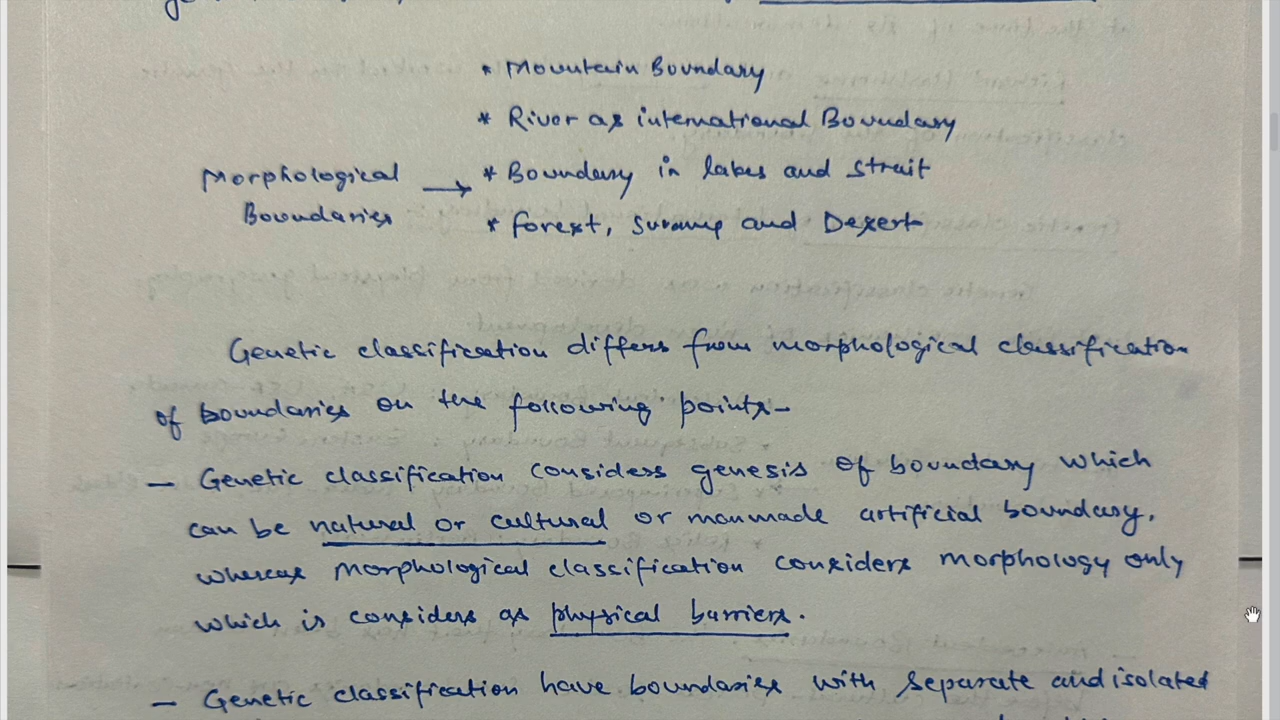 * Mountain Boundary
* River as international Boundary
Morphological Boundaries → * Boundary in lakes and strait
* forest, swamp and Desert
Genetic classification differs from morphological classification
of boundaries on the following points-
— Genetic classification considers genesis of boundary which
can be natural or cultural or manmade artificial boundary,
whereas morphological classification considers morphology only
which is considers as physical barriers.
— Genetic classification have boundaries with separate and isolated